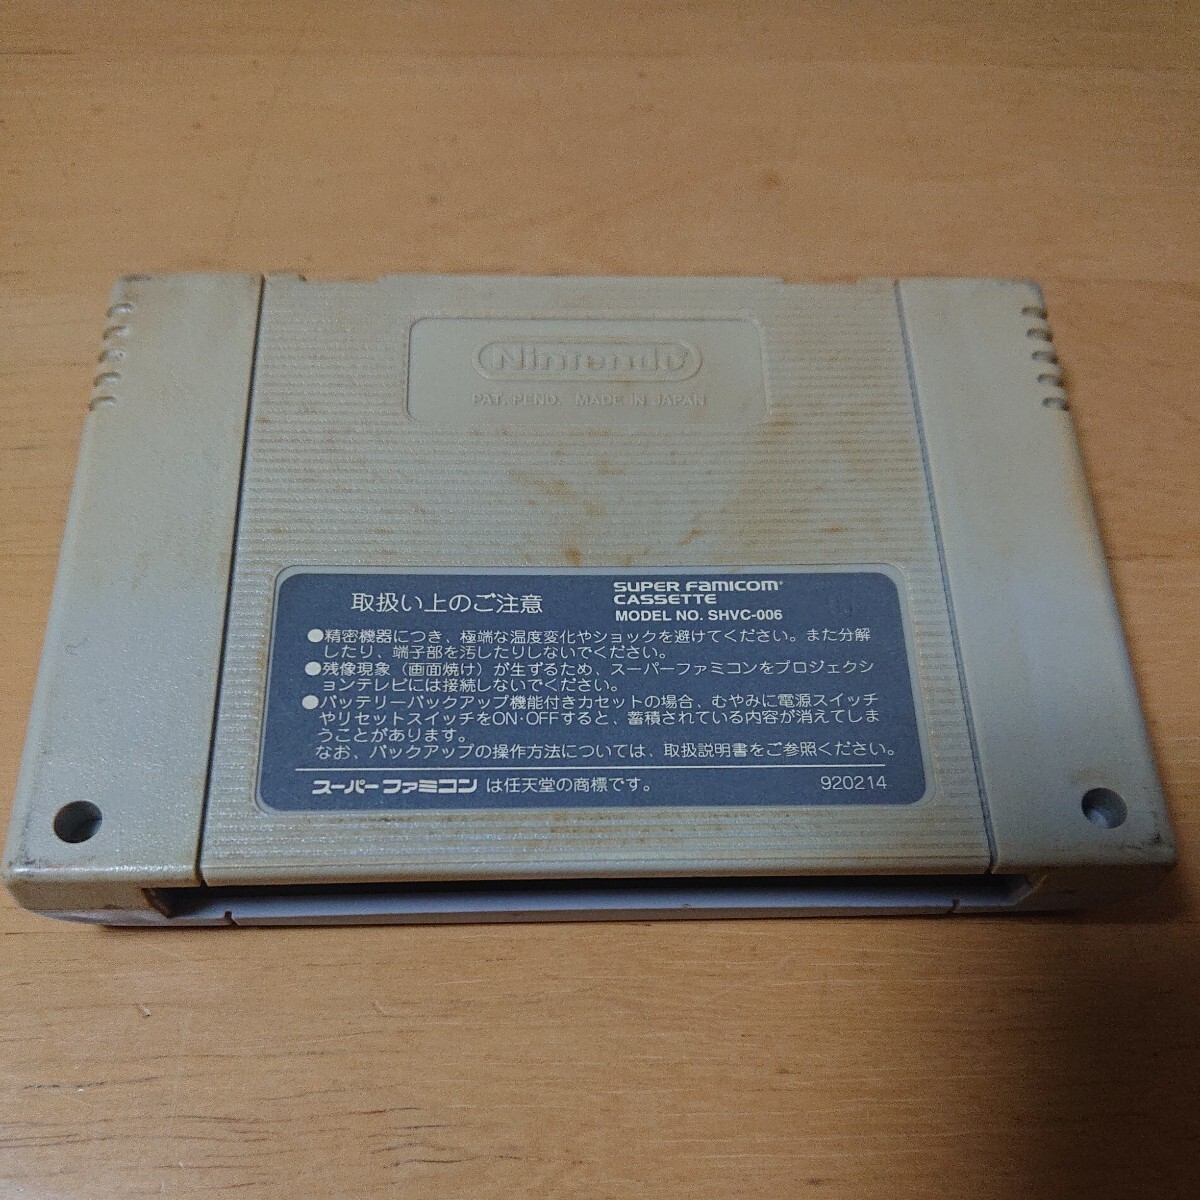 Nintendo
PAT. PEND. MADE IN JAPAN
取扱い上のご注意
SUPER FAMICOM
CASSETTE
MODEL NO. SHVC-006
●精密機器につき、極端な温度変化やショックを避けてください。また分解
したり、端子部を汚したりしないでください。
●残像現象（画面焼け）が生ずるため、スーパーファミコンをプロジェクシ
ョンテレビには接続しないでください。
●バッテリーバックアップ機能付きカセットの場合、むやみに電源スイッチ
やリセットスイッチをON・OFFすると、蓄積されている内容が消えてしま
うことがあります。
なお、バックアップの操作方法については、取扱説明書をご参照ください。
スーパーファミコン は任天堂の商標です。
920214